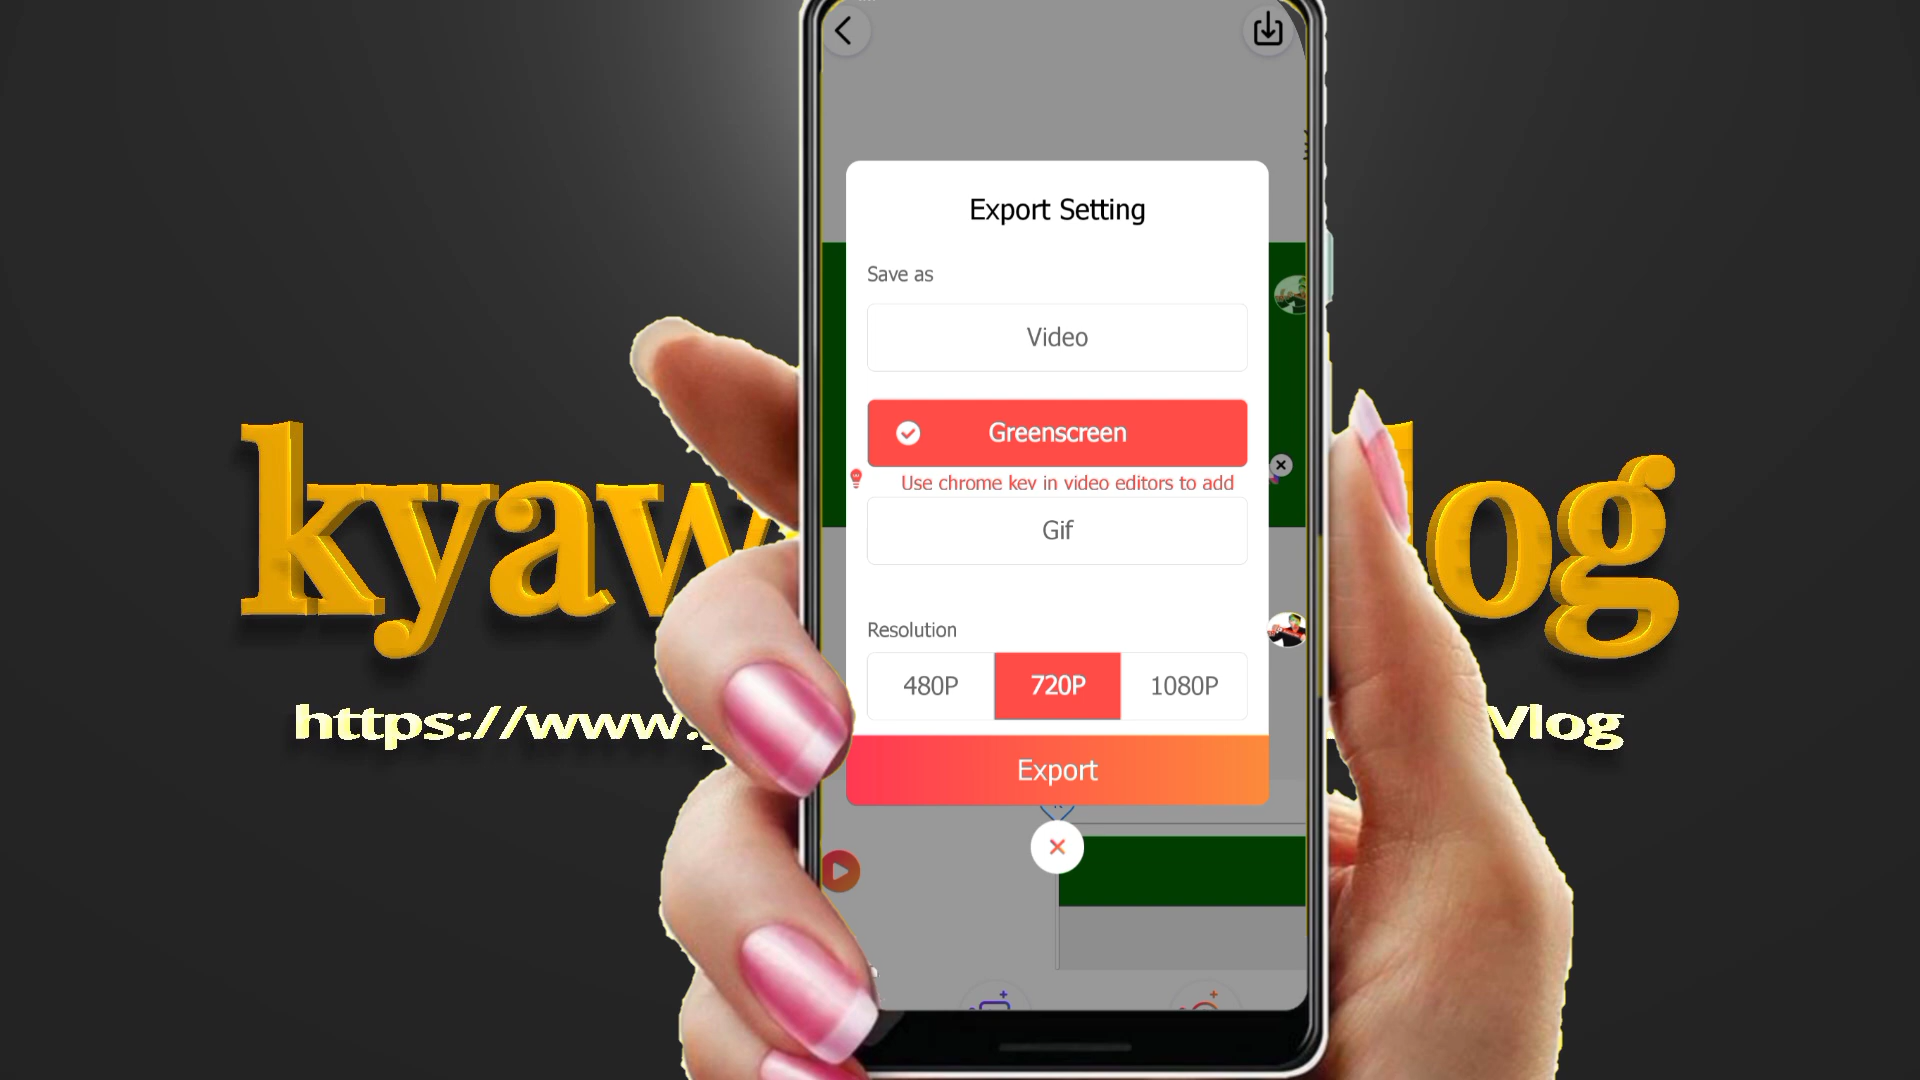 Export Setting
Save as
Video
Greenscreen
Use chrome key in video editors to add
Gif
Resolution
480P 720P 1080P
Export
kyaw
log
https://www.
Vlog